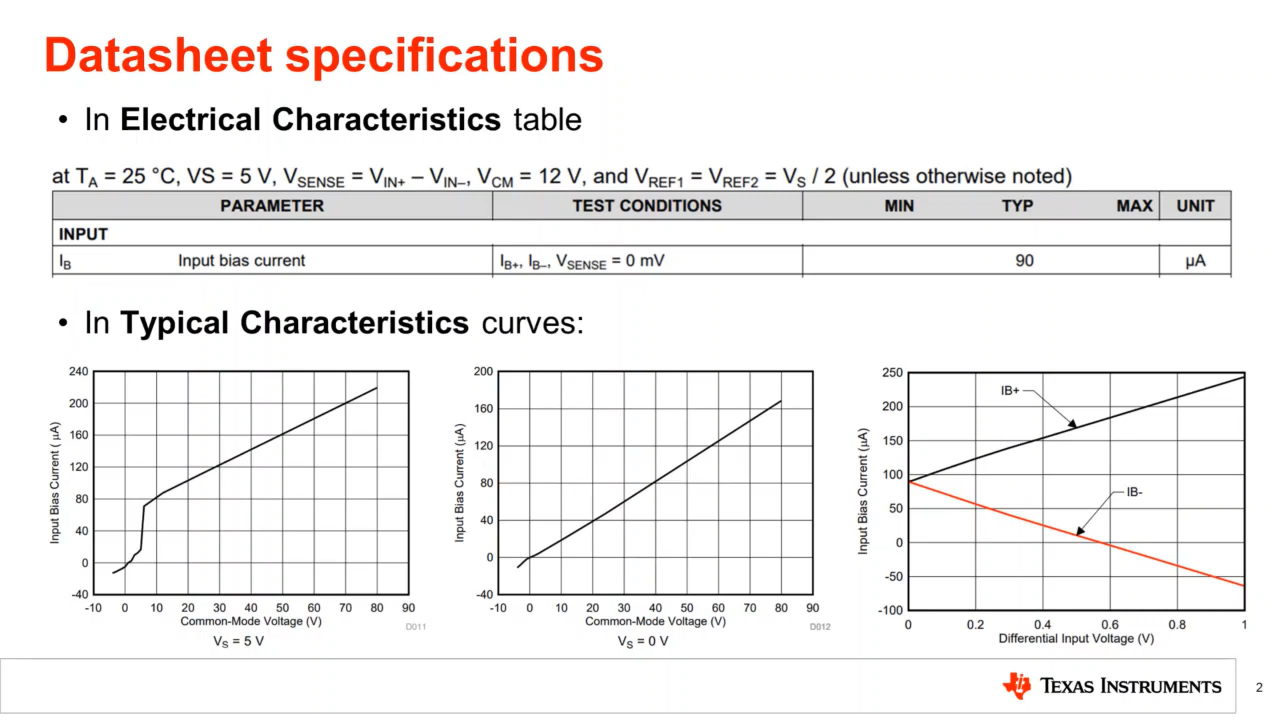 Datasheet specifications
• In Electrical Characteristics table
at TA = 25 °C, VS = 5 V, VSENSE = VIN+ – VIN–, VCM = 12 V, and VREF1 = VREF2 = VS / 2 (unless otherwise noted)
PARAMETER TEST CONDITIONS MIN TYP MAX UNIT
INPUT
IB Input bias current IB+, IB–, VSENSE = 0 mV 90 µA
• In Typical Characteristics curves:
240
200
160
120
80
40
0
-40
-10 0 10 20 30 40 50 60 70 80 90
Input Bias Current ( µA)
Common-Mode Voltage (V)
D011
VS = 5 V
200
160
120
80
40
0
-40
-10 0 10 20 30 40 50 60 70 80 90
Input Bias Current (µA)
Common-Mode Voltage (V)
D012
VS = 0 V
250
200
150
100
50
0
-50
-100
0 0.2 0.4 0.6 0.8 1
Input Bias Current (µA)
IB+
IB-
Differential Input Voltage (V)
TEXAS INSTRUMENTS
2